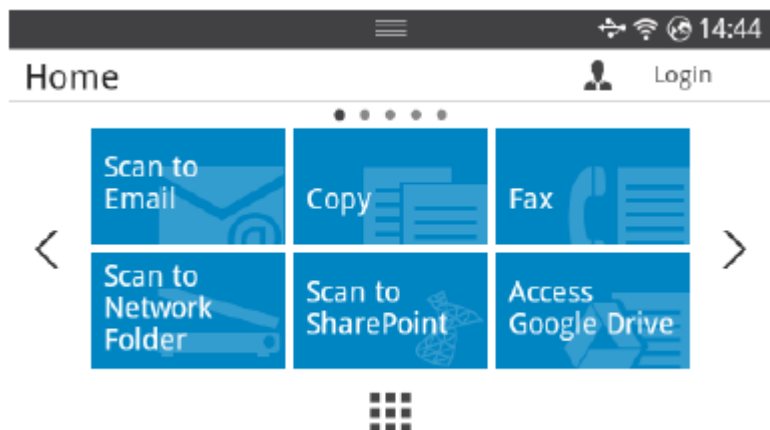 14:44
Home
Login
Scan to
Email
Copy
Fax
Scan to
Network
Folder
Scan to
SharePoint
Access
Google Drive